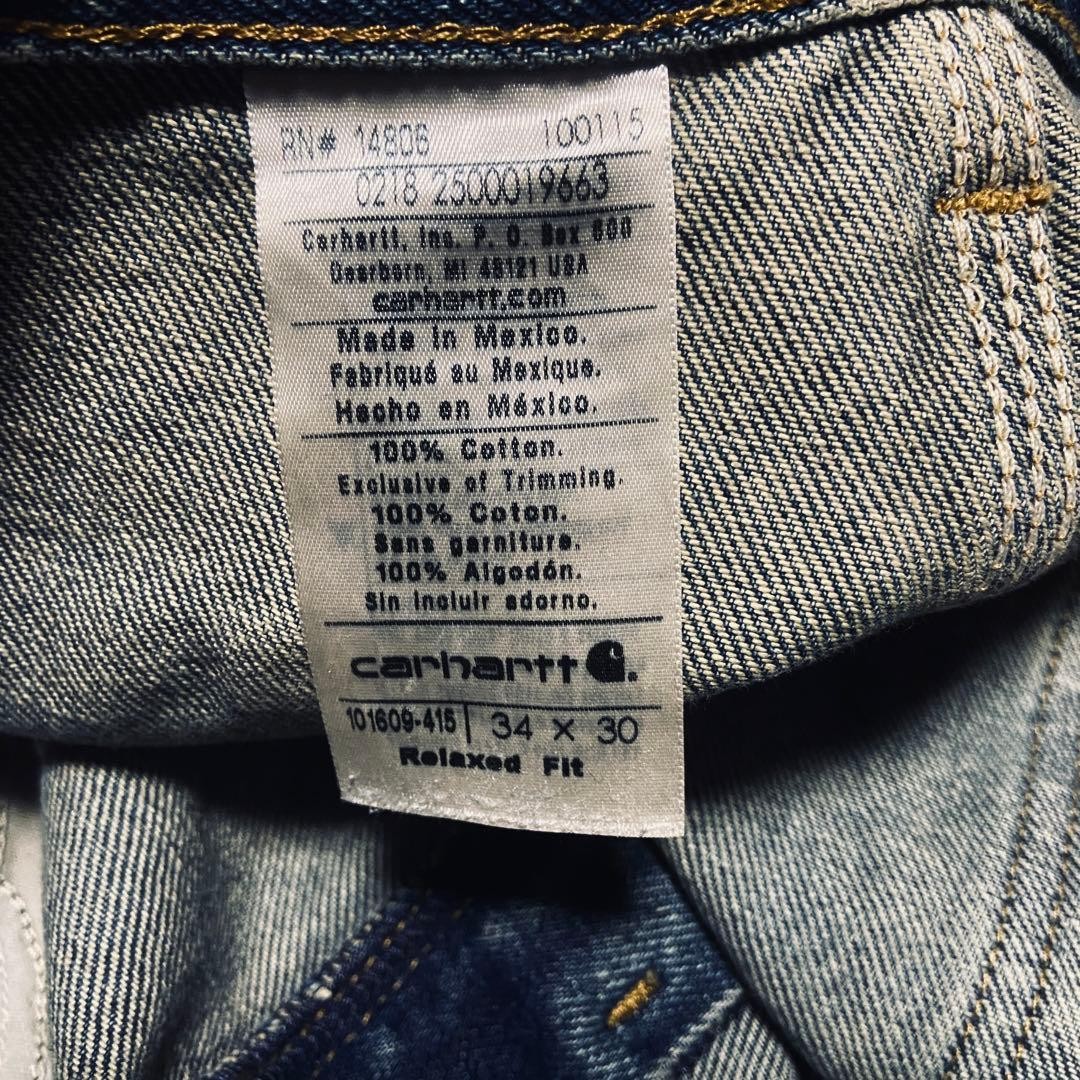 RN# 14806 100115
0218 2500019663
Carhartt, Inc. P. O. Box 600
Dearborn, MI 48121 USA
carhartt.com
Made in Mexico.
Fabriqué au Mexique.
Hecho en México.
100% Cotton.
Exclusive of Trimming.
100% Coton.
Sans garniture.
100% Algodón.
Sin incluir adorno.
carhartt
101609-415 34 X 30
Relaxed Fit